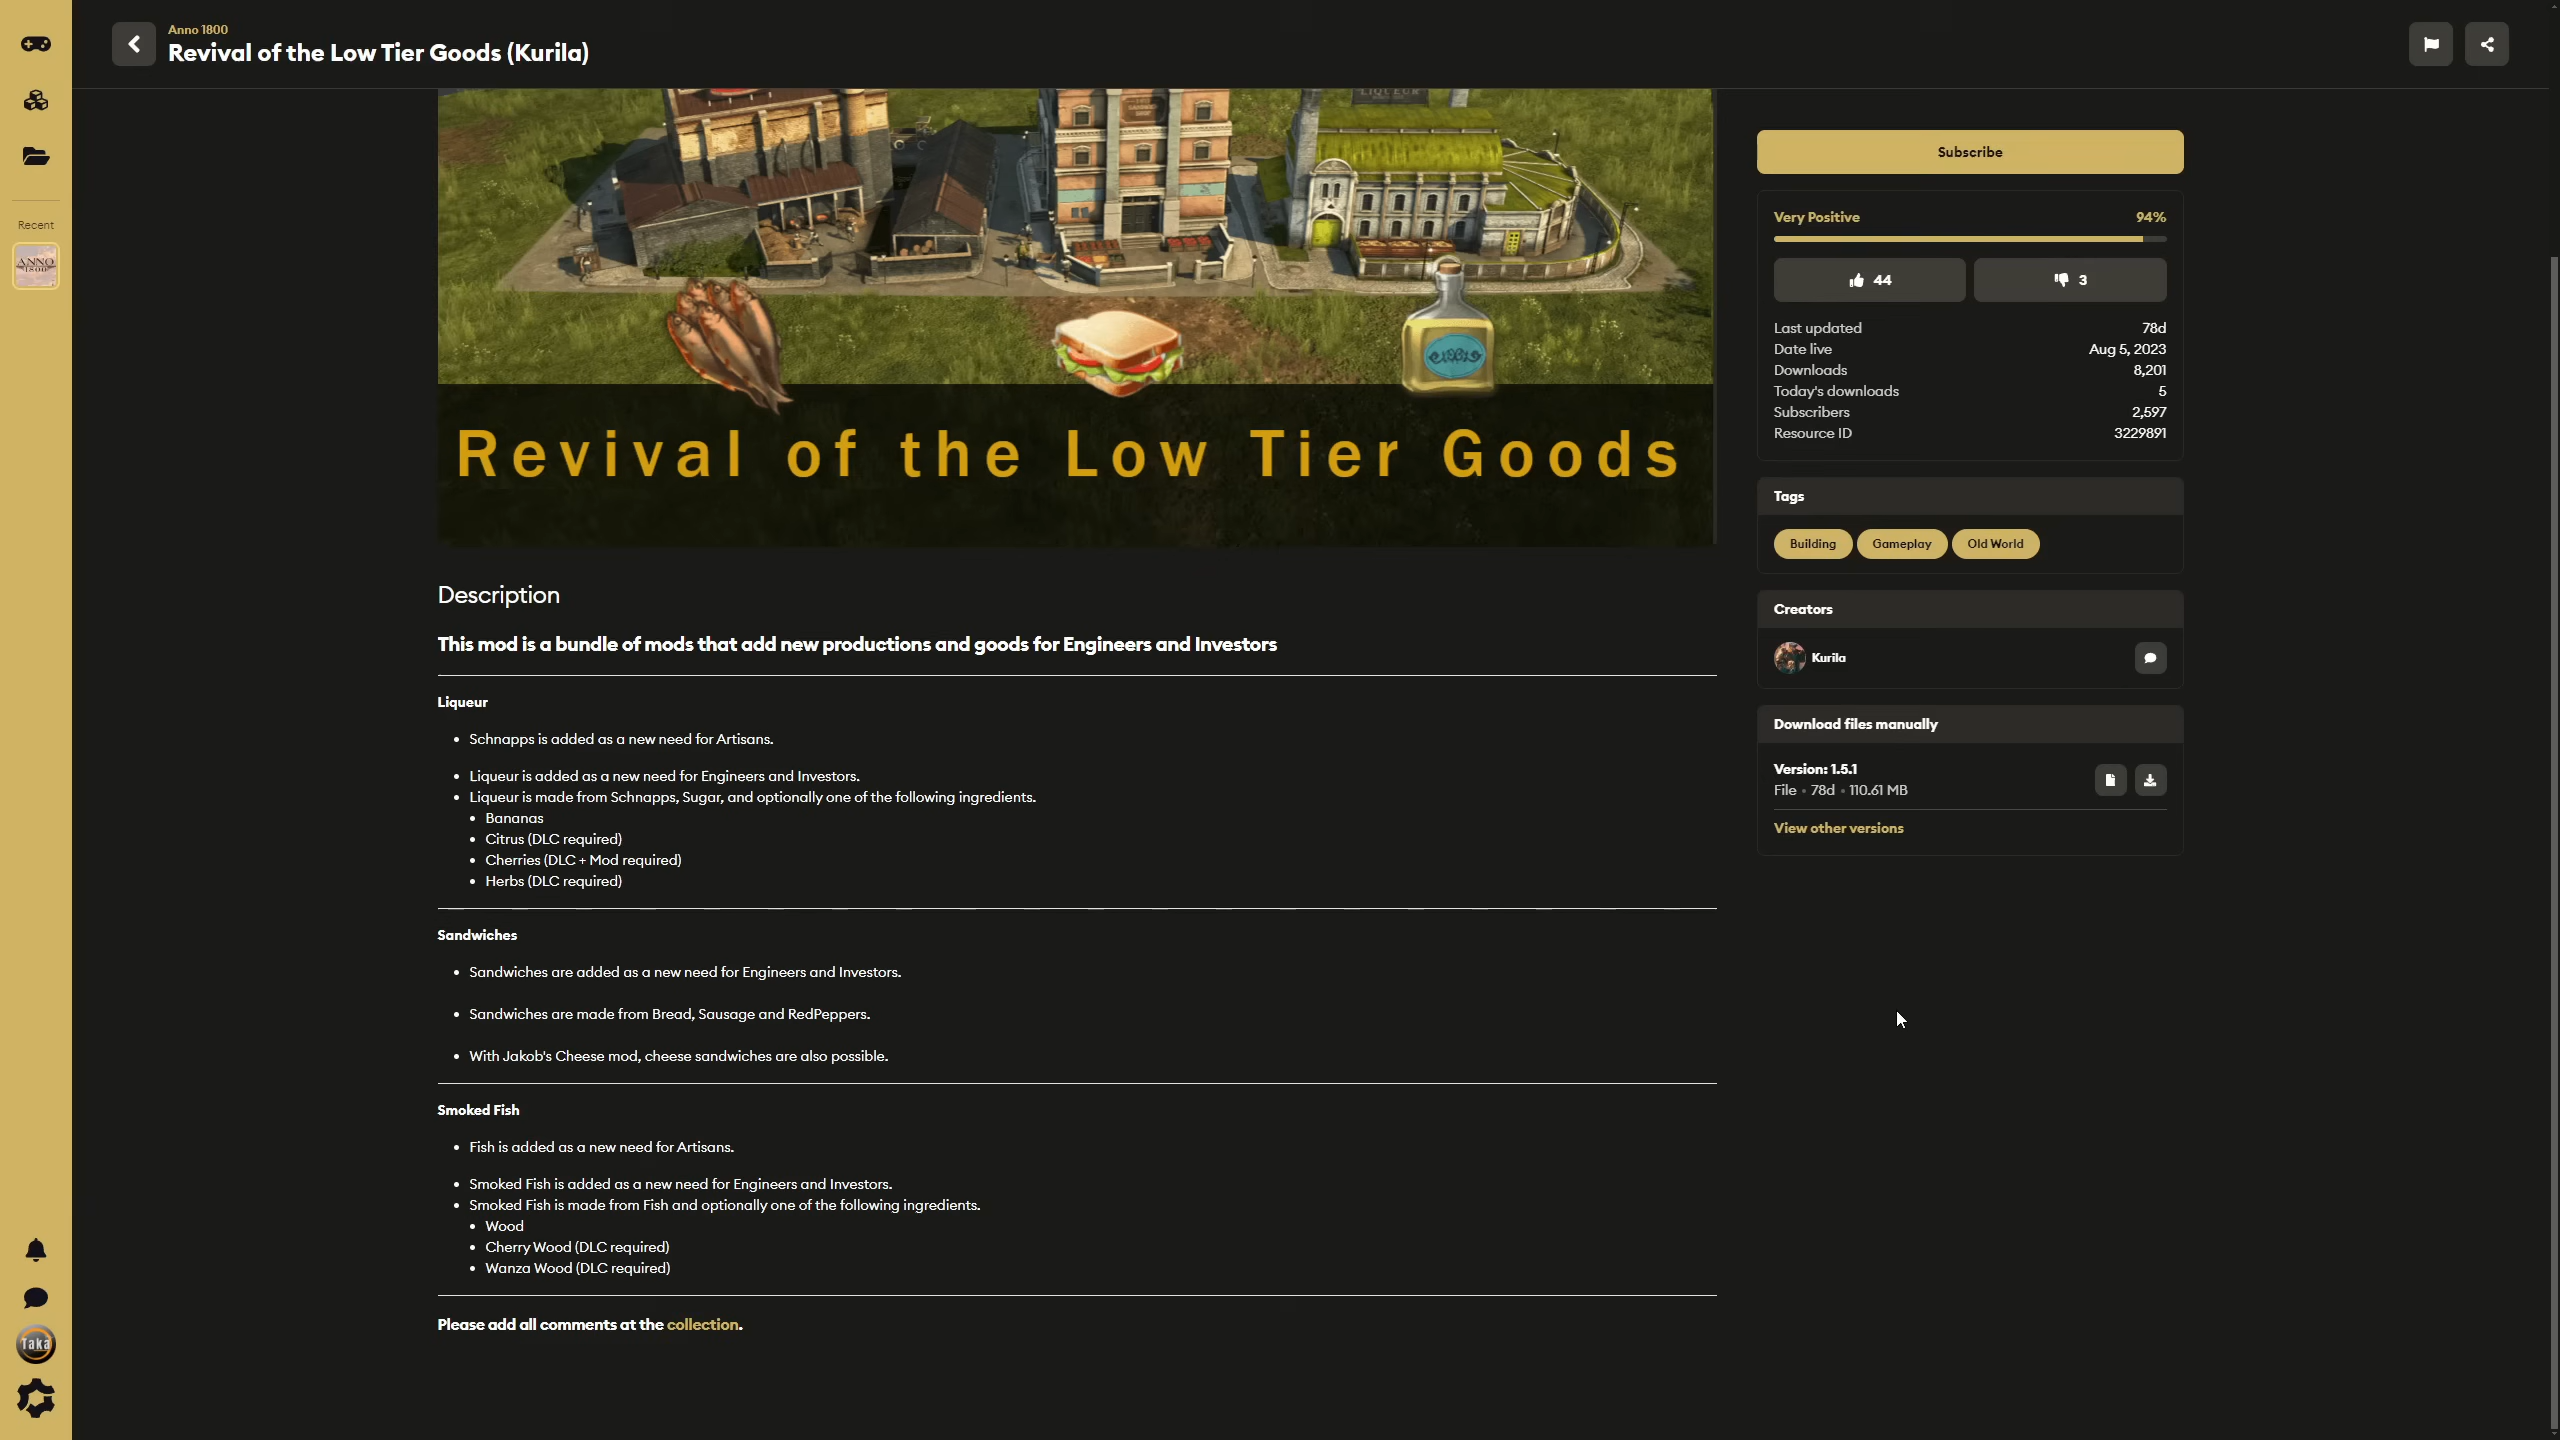 Anno 1800
Revival of the Low Tier Goods (Kurila)
Recent
ANNO
1800
LIQUEUR
Revival of the Low Tier Goods
Description
This mod is a bundle of mods that add new productions and goods for Engineers and Investors
Liqueur
Schnapps is added as a new need for Artisans.
Liqueur is added as a new need for Engineers and Investors.
Liqueur is made from Schnapps, Sugar, and optionally one of the following ingredients.
Bananas
Citrus (DLC required)
Cherries (DLC + Mod required)
Herbs (DLC required)
Sandwiches
Sandwiches are added as a new need for Engineers and Investors.
Sandwiches are made from Bread, Sausage and RedPeppers.
With Jakob's Cheese mod, cheese sandwiches are also possible.
Smoked Fish
Fish is added as a new need for Artisans.
Smoked Fish is added as a new need for Engineers and Investors.
Smoked Fish is made from Fish and optionally one of the following ingredients.
Wood
Cherry Wood (DLC required)
Wanza Wood (DLC required)
Please add all comments at the collection.
Subscribe
Very Positive 94%
44 3
Last updated 78d
Date live Aug 5, 2023
Downloads 8,201
Today's downloads 5
Subscribers 2,597
Resource ID 3229891
Tags
Building Gameplay Old World
Creators
Kurila
Download files manually
Version: 1.5.1
File • 78d • 110.61 MB
View other versions
Taka